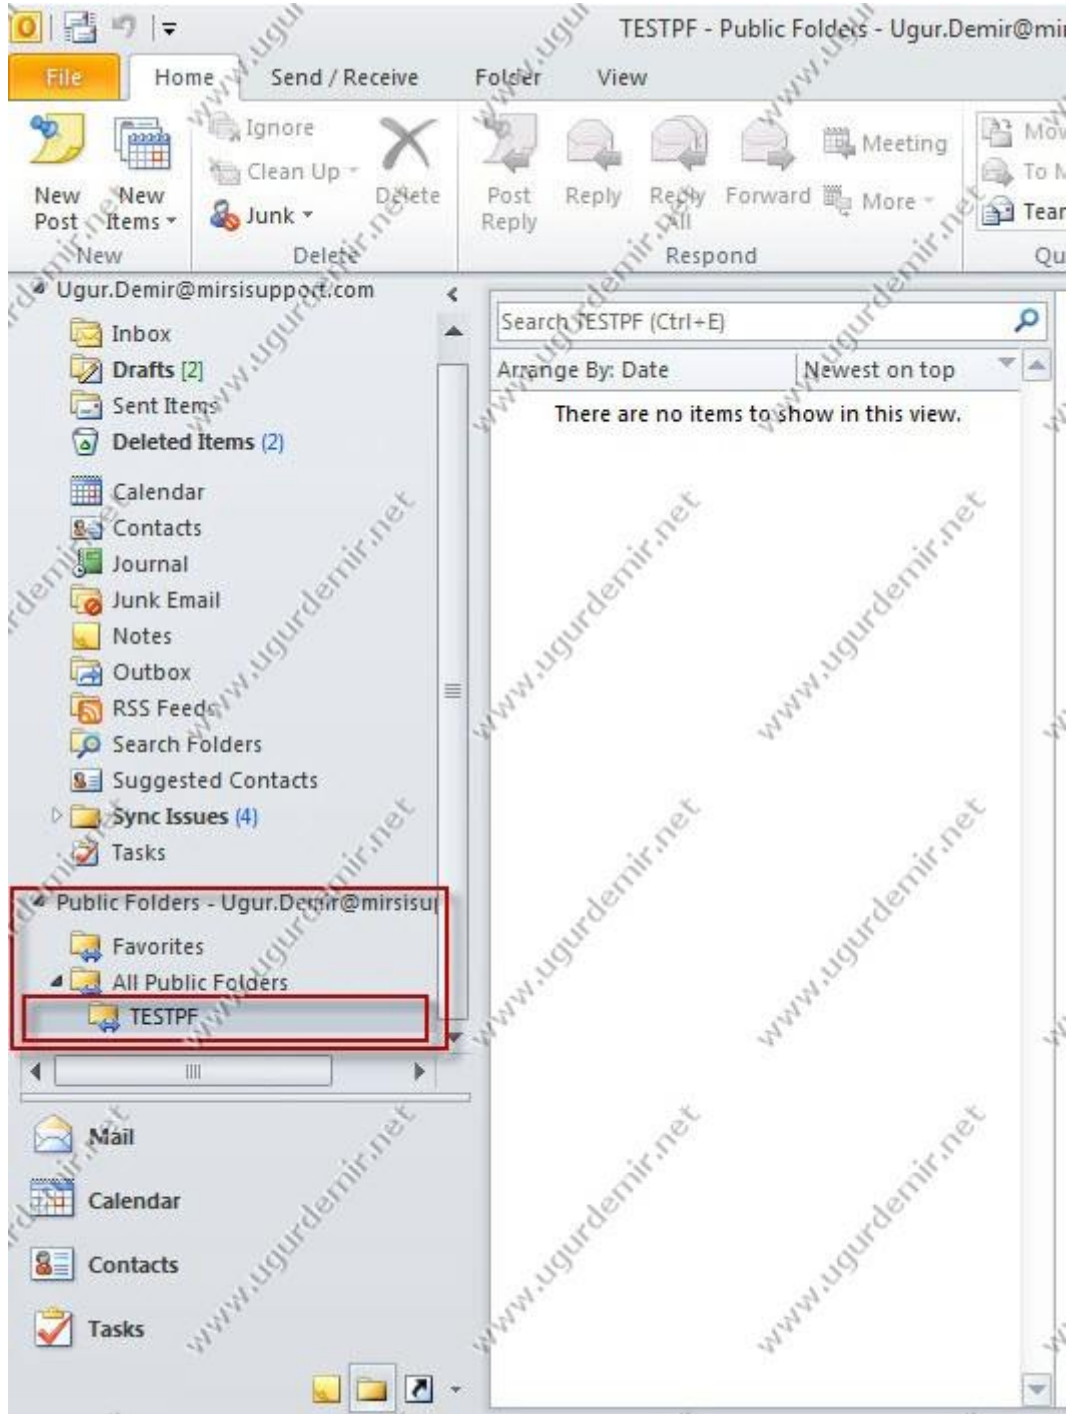 TESTPF - Public Folders - Ugur.Demir@mir
File Home Send / Receive Folder View
Ignore
Clean Up
Junk
New Post
New Items
Delete
Post Reply
Reply
Reply All
Forward
Meeting
More
Mov
To M
Tear
New Delete Respond Qu
Ugur.Demir@mirsisupport.com
Inbox
Drafts [2]
Sent Items
Deleted Items (2)
Calendar
Contacts
Journal
Junk Email
Notes
Outbox
RSS Feeds
Search Folders
Suggested Contacts
Sync Issues (4)
Tasks
Public Folders - Ugur.Demir@mirsisup
Favorites
All Public Folders
TESTPF
Mail
Calendar
Contacts
Tasks
Search TESTPF (Ctrl+E)
Arrange By: Date Newest on top
There are no items to show in this view.
www.ugurdemir.net